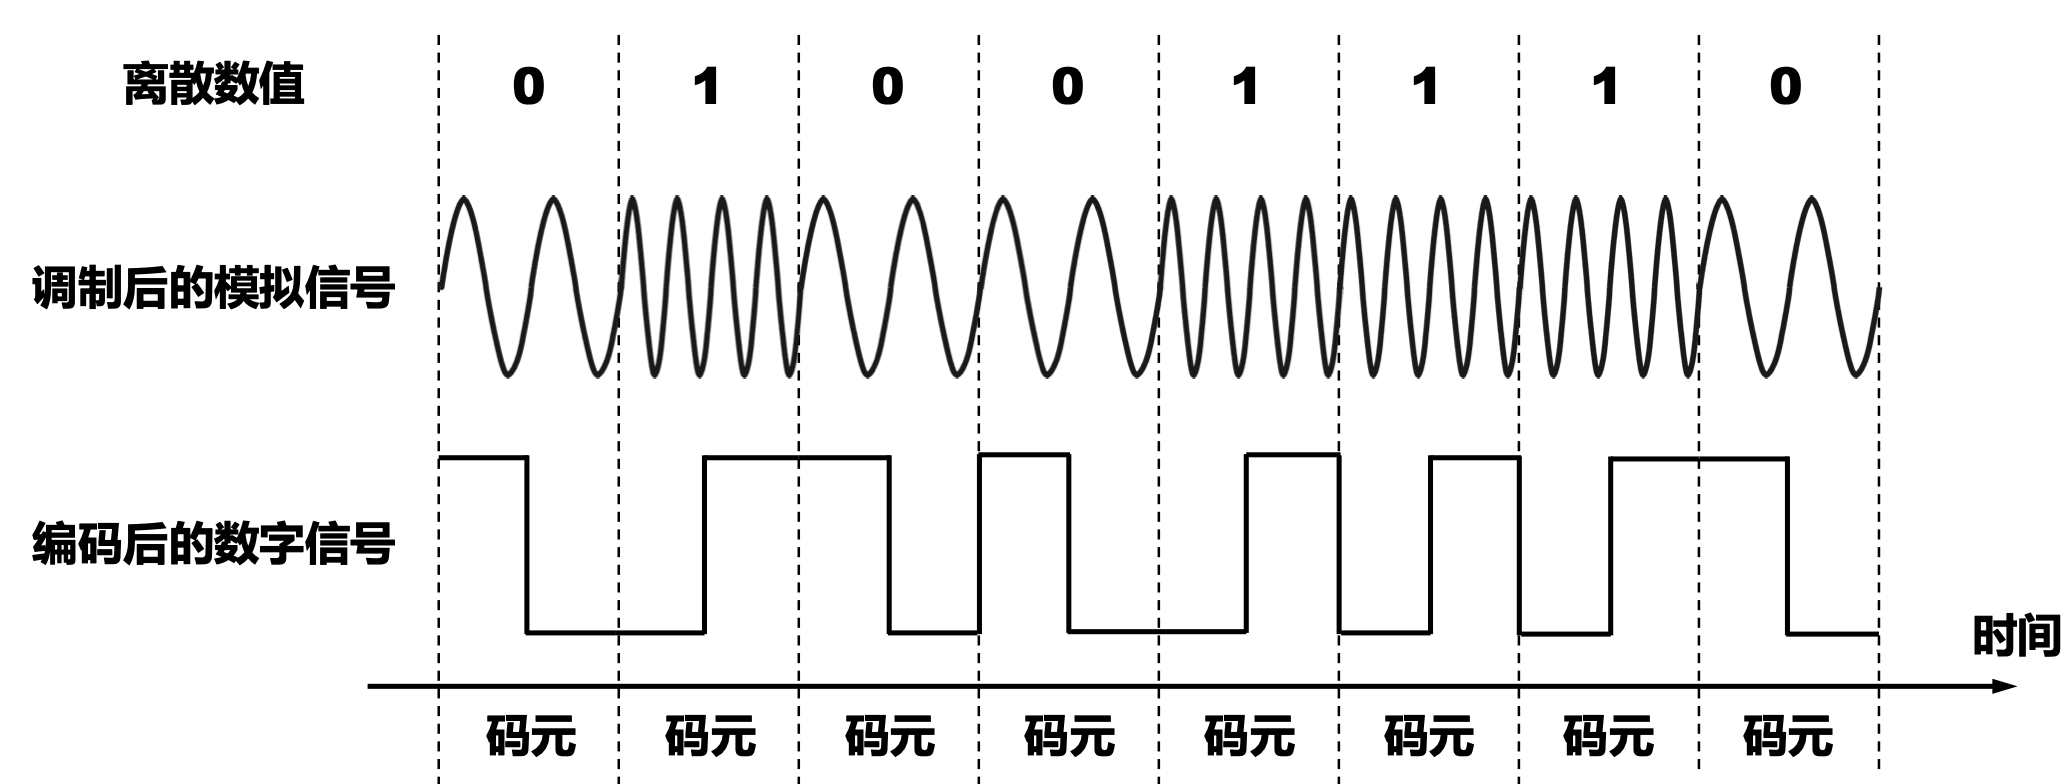 离散数值 0 1 0 0 1 1 1 0
调制后的模拟信号
编码后的数字信号
时间
码元 码元 码元 码元 码元 码元 码元 码元